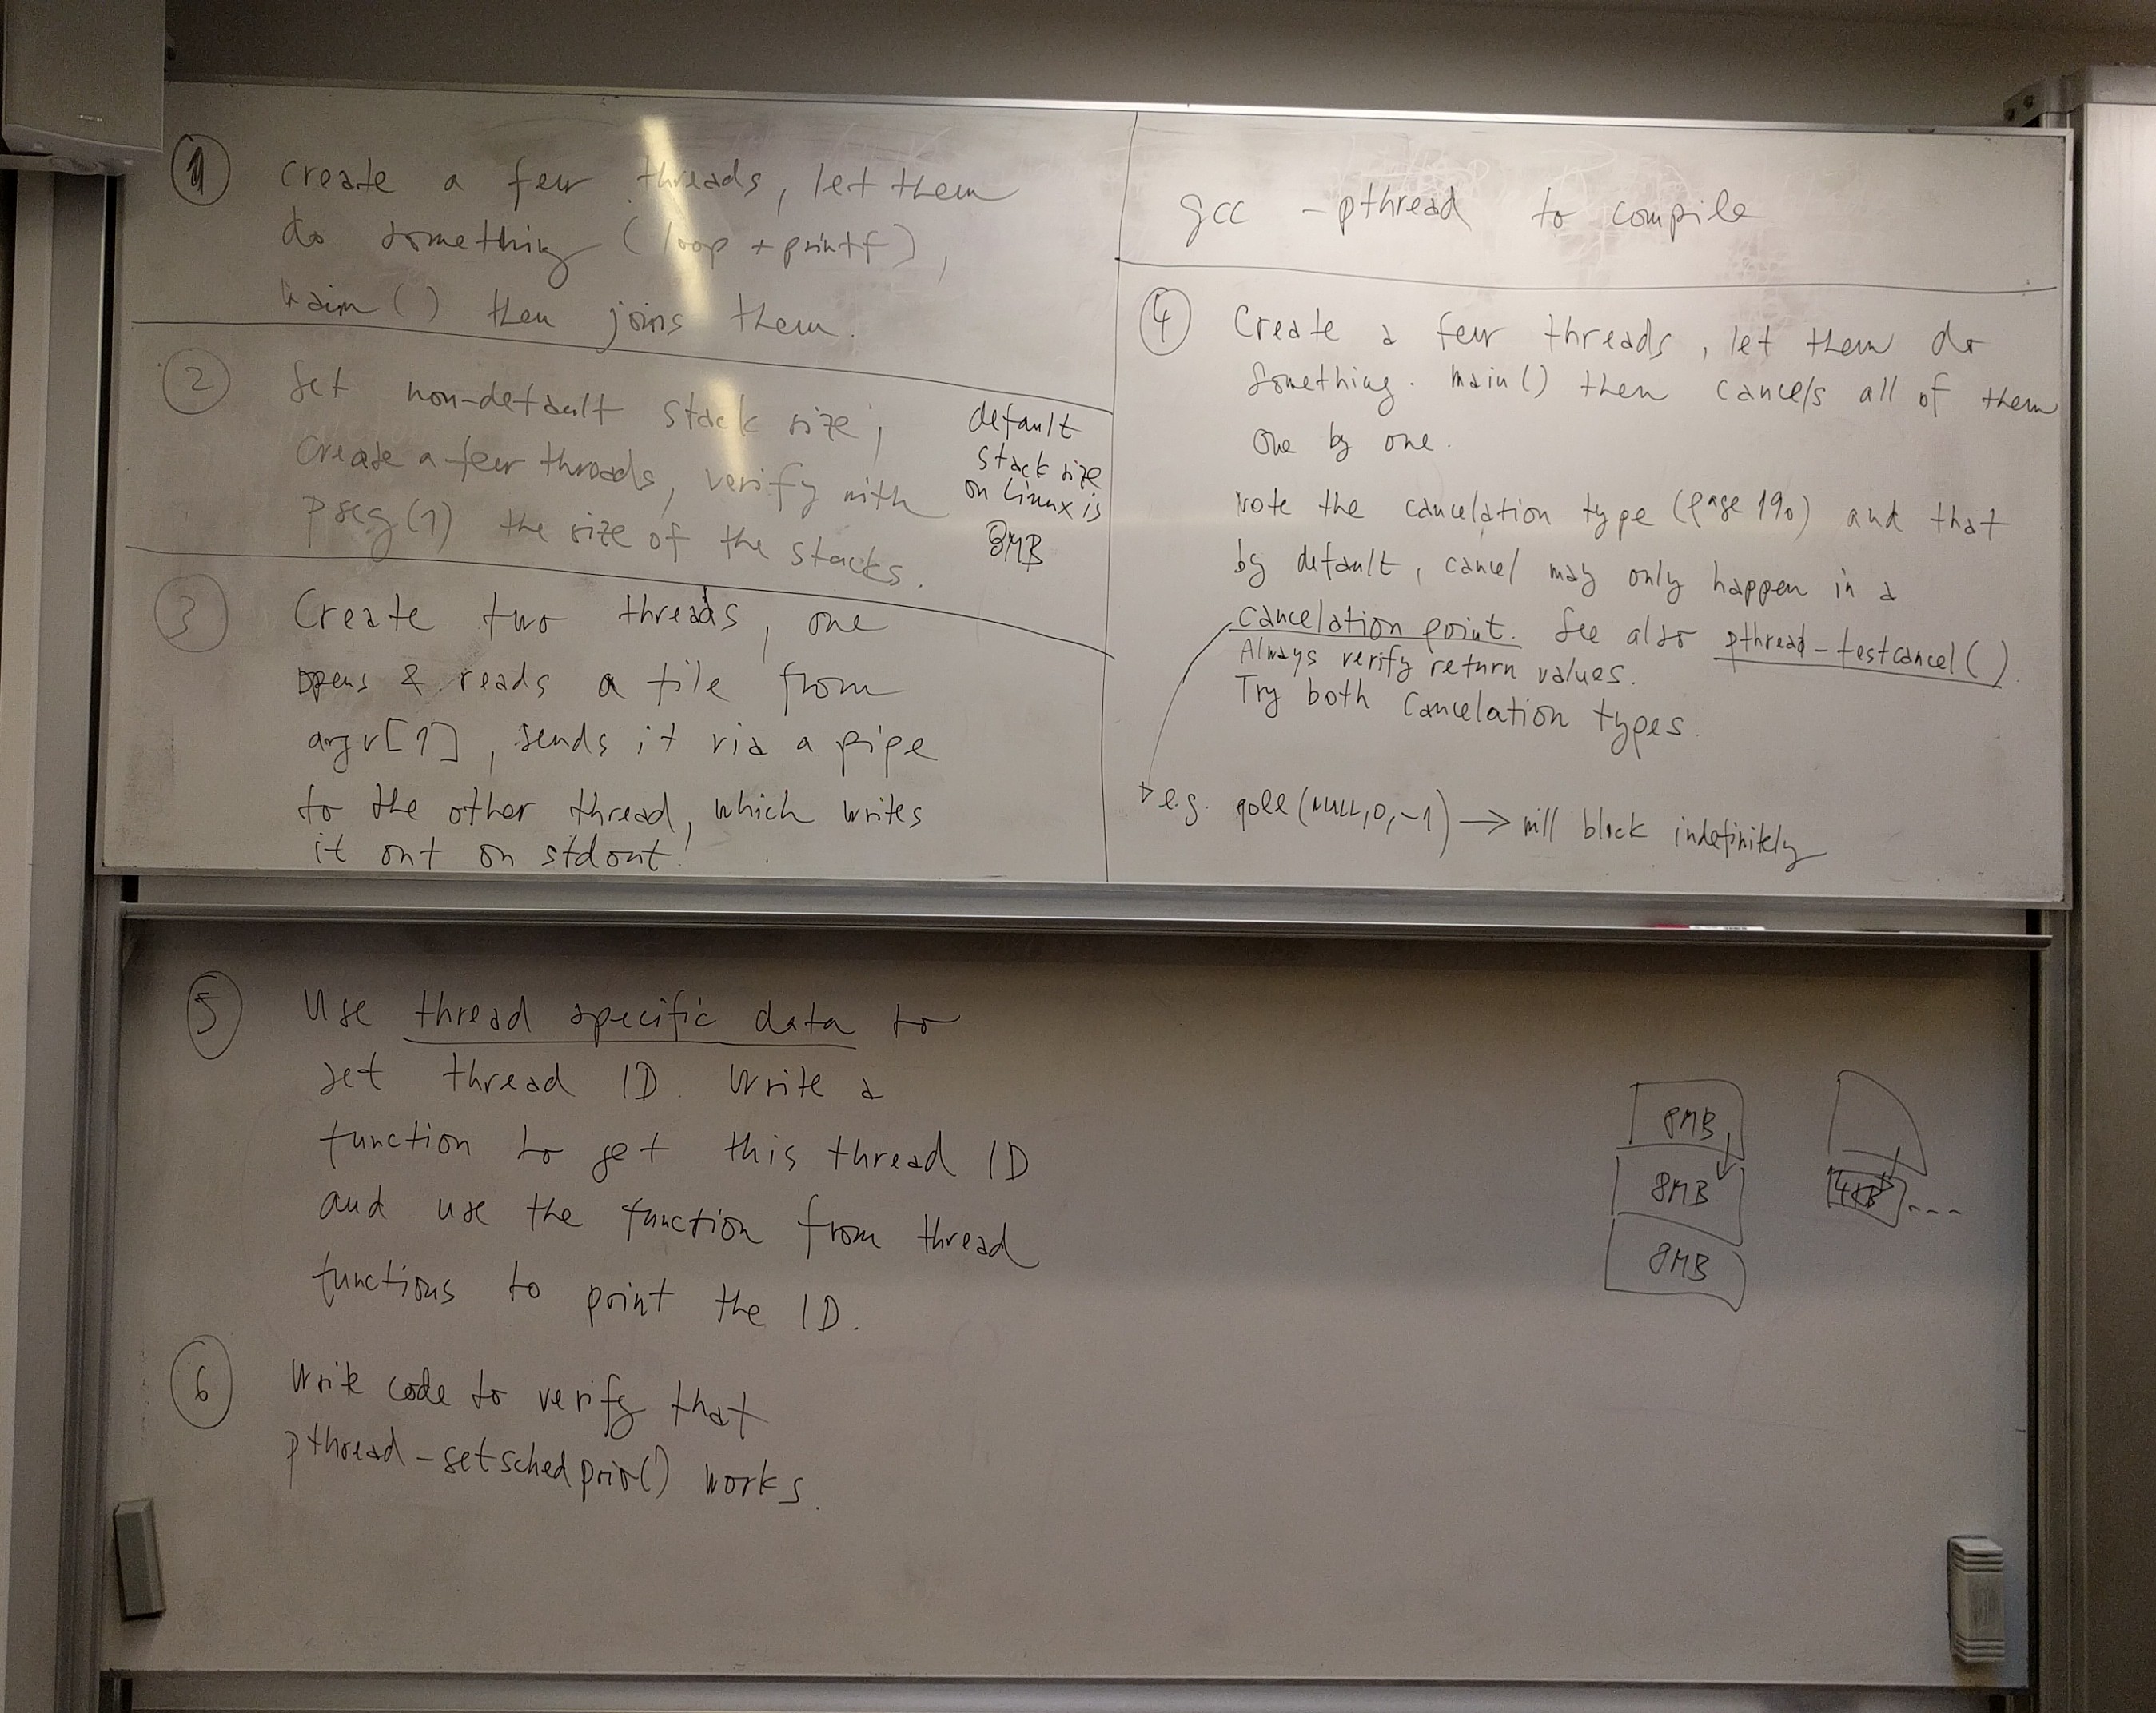 1 Create a few threads, let them
do something (loop + printf),
main() then joins them.
2 Set non-default stack size;
Create a few threads, verify with
the size of the stacks.
default
stack size
on Linux is
8MB
3 Create two threads, one
opens & reads a file from
argv[1], sends it via a pipe
to the other thread, which writes
it out on stdout.
gcc -pthread to compile
4 Create a few threads, let them do
something. main() then cancels all of them
one by one.
Note the cancelation type (page 190) and that
by default, cancel may only happen in a
cancelation point. See also pthread_testcancel().
Always verify return values.
Try both cancelation types.
e.g. poll(NULL,0,-1) → will block indefinitely
5 Use thread specific data to
set thread ID. Write a
function to get this thread ID
and use the function from thread
functions to print the ID.
6 Write code to verify that
pthread_setschedprio() works.
8MB
8MB
8MB
4KB